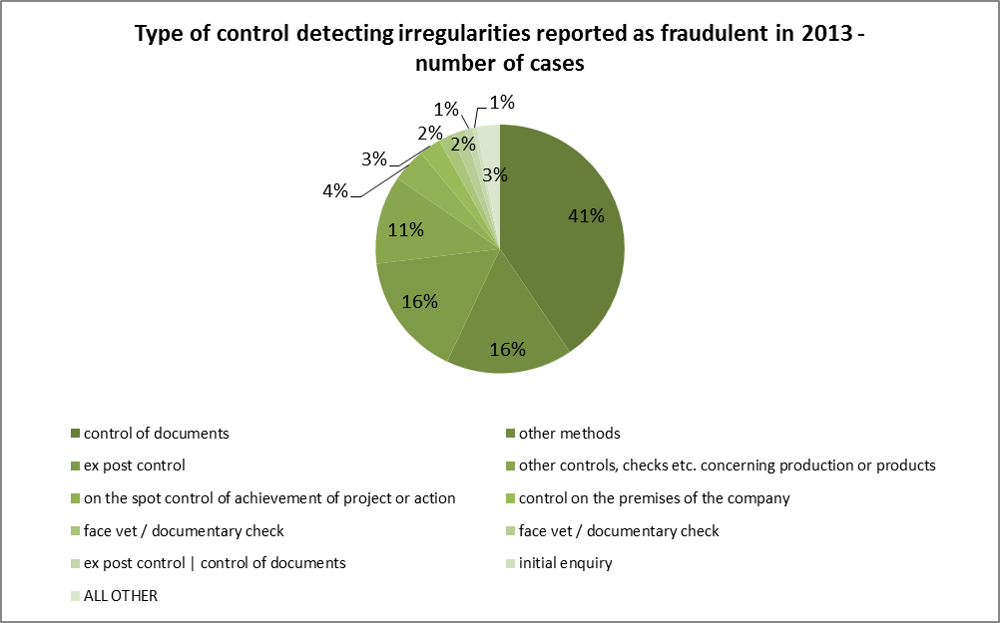 Type of control detecting irregularities reported as fraudulent in 2013 -
number of cases
1%
1%
2%
2%
3%
3%
4%
41%
11%
16%
16%
control of documents
other methods
ex post control
other controls, checks etc. concerning production or products
on the spot control of achievement of project or action
control on the premises of the company
face vet / documentary check
face vet / documentary check
ex post control | control of documents
initial enquiry
ALL OTHER